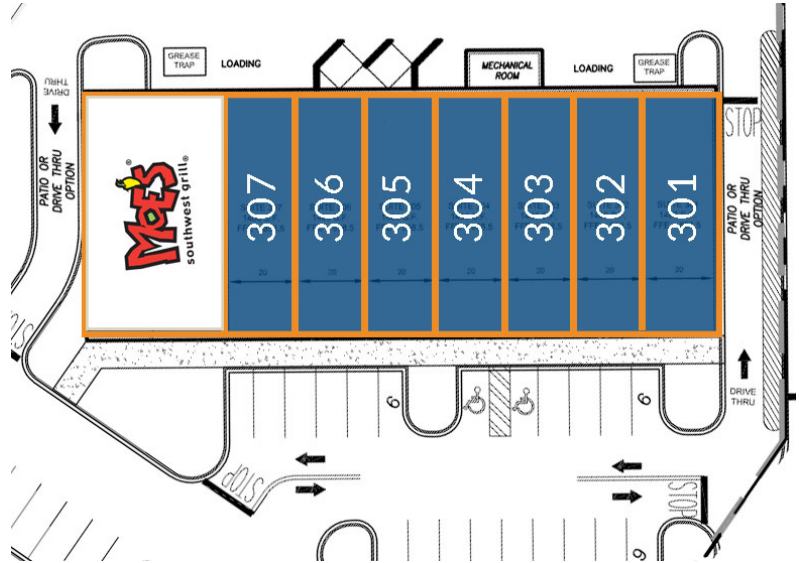 GREASE
TRAP
LOADING
MECHANICAL
ROOM
LOADING
GREASE
TRAP
DRIVE
THRU
PATIO OR
DRIVE THRU
OPTION
MOE'S
®
southwest grill®
307
306
305
304
303
302
301
20
20
20
20
20
20
20
STOP
PATIO OR
DRIVE THRU
OPTION
STOP
DRIVE
THRU
9
9
STOP
STOP
9